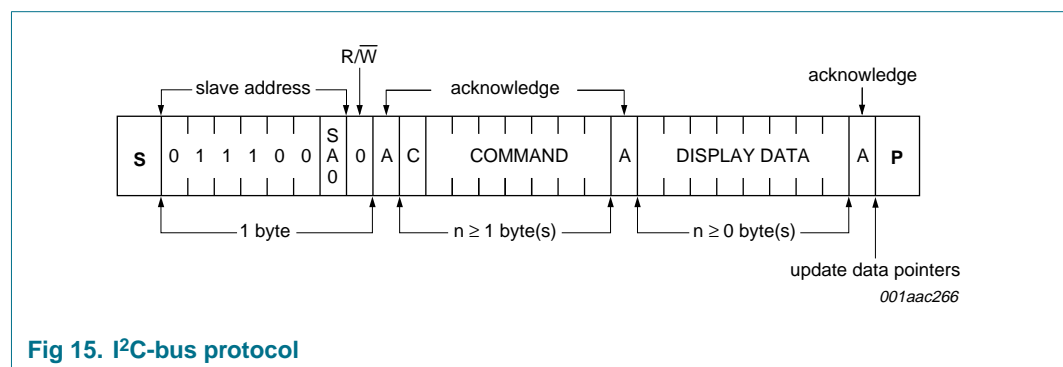 R/W̅
slave address
acknowledge
acknowledge
S 0 1 1 1 0 0 SA0 0 A C COMMAND A DISPLAY DATA A P
1 byte
n ≥ 1 byte(s)
n ≥ 0 byte(s)
update data pointers
001aac266
Fig 15. I²C-bus protocol